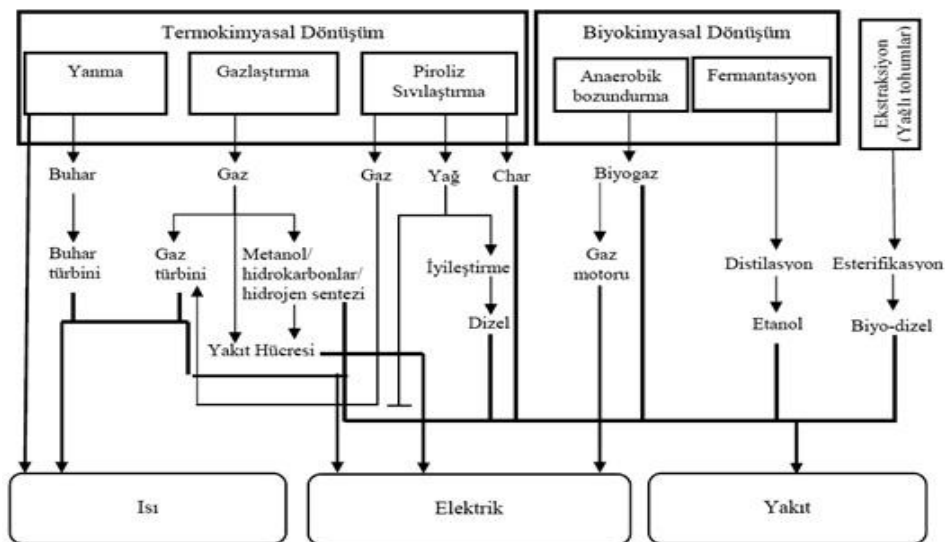 Termokimyasal Dönüşüm
Yanma
Gazlaştırma
Piroliz
Sıvılaştırma
Biyokimyasal Dönüşüm
Anaerobik
bozundurma
Fermantasyon
Ekstraksiyon
(Yağlı tohumlar)
Buhar
Gaz
Gaz
Yağ
Char
Biyogaz
Buhar
türbini
Gaz
türbini
Metanol/
hidrokarbonlar/
hidrojen sentezi)
İyileştirme
Gaz
motoru
Distilasyon
Esterifikasyon
Yakıt Hücresi
Dizel
Etanol
Biyo-dizel
Isı
Elektrik
Yakıt